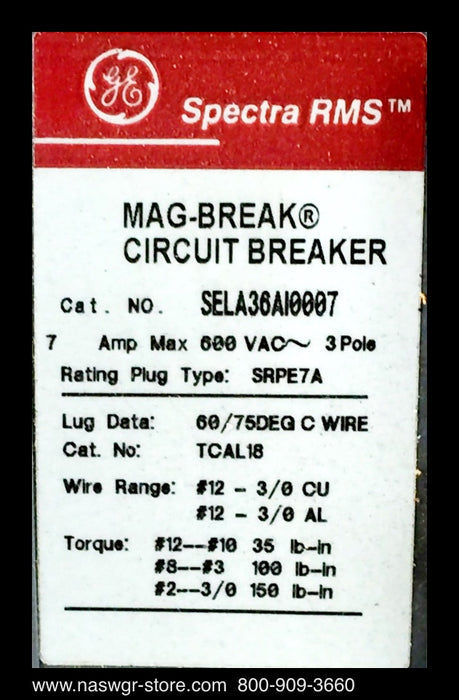 GE
Spectra RMS™
MAG-BREAK®
CIRCUIT BREAKER
Cat. NO. SELA36AI0007
7 Amp Max 600 VAC~ 3 Pole
Rating Plug Type: SRPE7A
Lug Data: 60/75DEG C WIRE
Cat. No: TCAL18
Wire Range: #12 - 3/0 CU
#12 - 3/0 AL
Torque: #12--#10 35 lb-in
#8--#3 100 lb-in
#2--3/0 150 lb-in
www.naswgr-store.com 800-909-3660